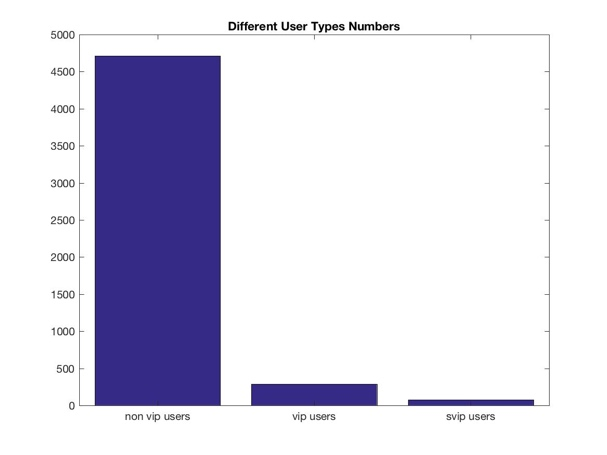 Different User Types Numbers
5000
4500
4000
3500
3000
2500
2000
1500
1000
500
0
non vip users
vip users
svip users